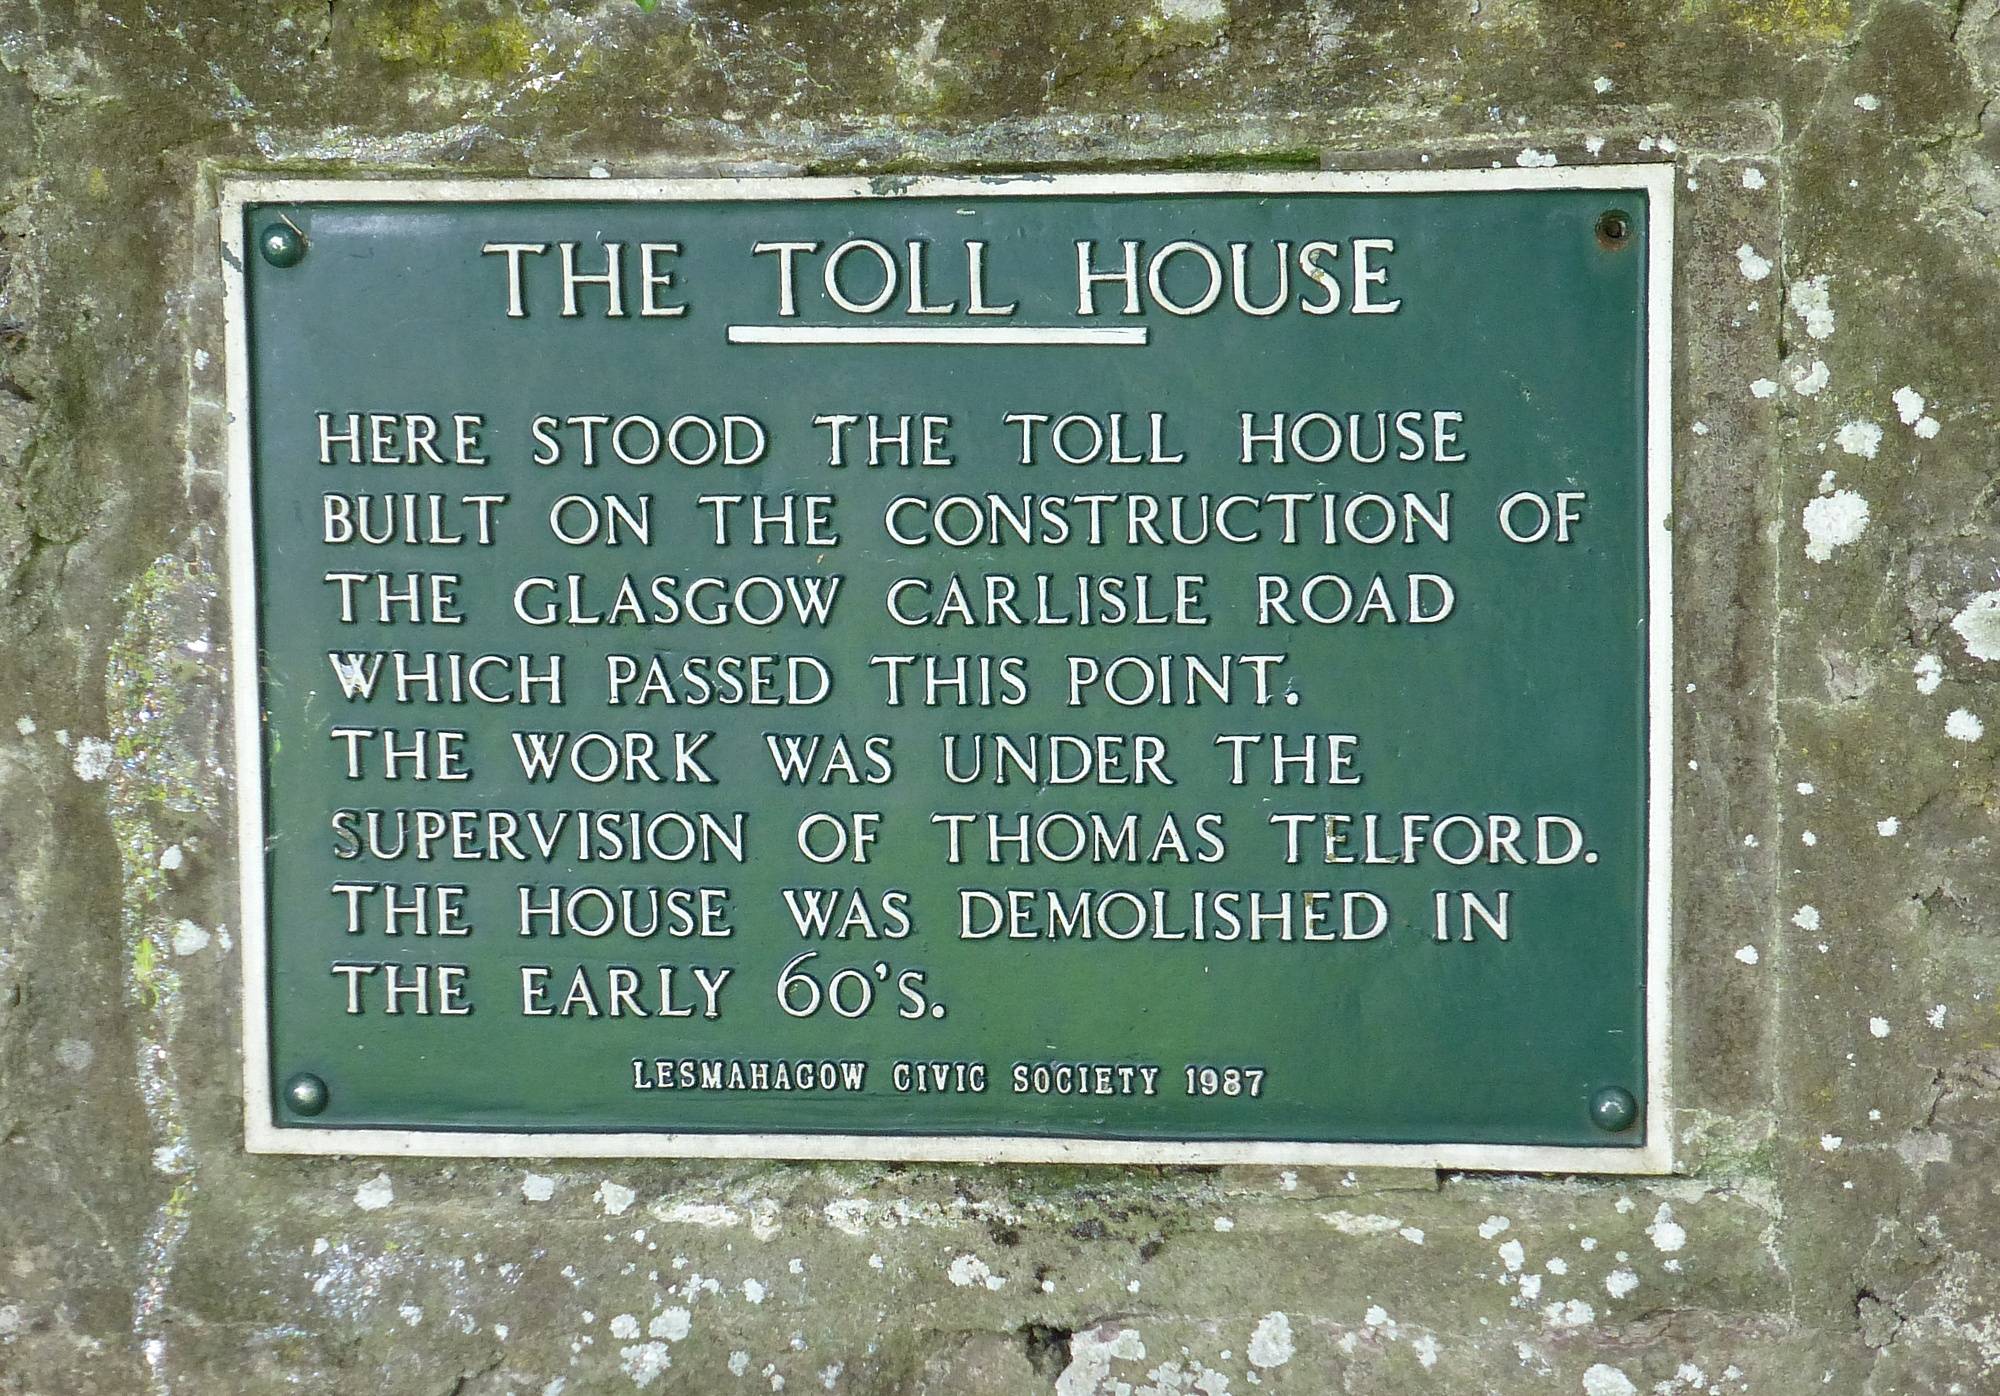 THE TOLL HOUSE
HERE STOOD THE TOLL HOUSE
BUILT ON THE CONSTRUCTION OF
THE GLASGOW CARLISLE ROAD
WHICH PASSED THIS POINT.
THE WORK WAS UNDER THE
SUPERVISION OF THOMAS TELFORD.
THE HOUSE WAS DEMOLISHED IN
THE EARLY 60'S.
LESMAHAGOW CIVIC SOCIETY 1987